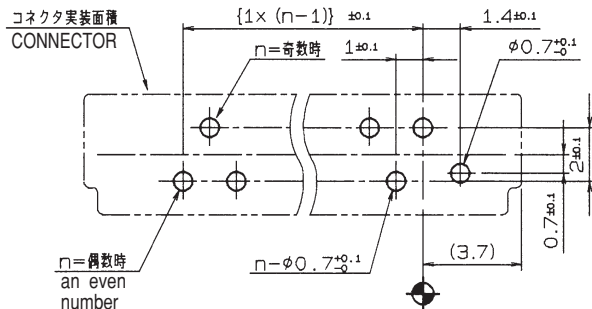 コネクタ実装面積
CONNECTOR
{1× (n-1)} ±0.1
1.4±0.1
n=奇数時
1±0.1
φ0.7+0.1 -0
2±0.1
0.7±0.1
n=偶数時
an even
number
n-φ0.7+0.1 -0
(3.7)